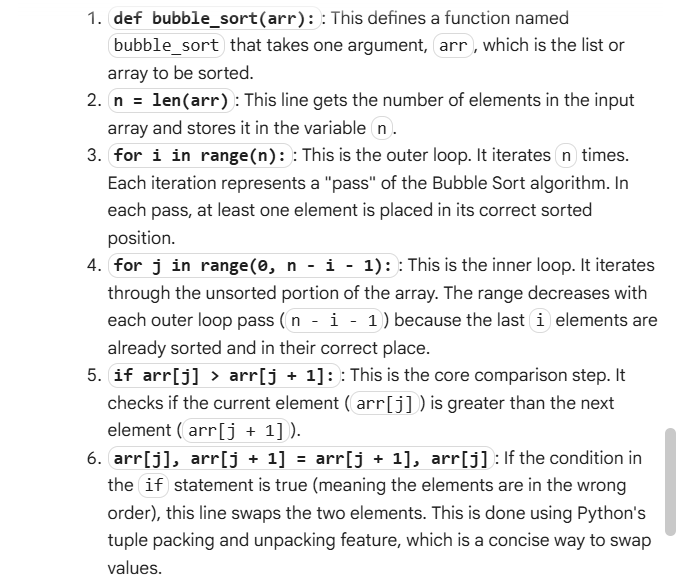 1. def bubble_sort(arr): : This defines a function named
bubble_sort that takes one argument, arr , which is the list or
array to be sorted.
2. n = len(arr) : This line gets the number of elements in the input
array and stores it in the variable n .
3. for i in range(n): : This is the outer loop. It iterates n times.
Each iteration represents a "pass" of the Bubble Sort algorithm. In
each pass, at least one element is placed in its correct sorted
position.
4. for j in range(0, n - i - 1): : This is the inner loop. It iterates
through the unsorted portion of the array. The range decreases with
each outer loop pass ( n - i - 1 ) because the last i elements are
already sorted and in their correct place.
5. if arr[j] > arr[j + 1]: : This is the core comparison step. It
checks if the current element ( arr[j] ) is greater than the next
element ( arr[j + 1] ).
6. arr[j], arr[j + 1] = arr[j + 1], arr[j] : If the condition in
the if statement is true (meaning the elements are in the wrong
order), this line swaps the two elements. This is done using Python's
tuple packing and unpacking feature, which is a concise way to swap
values.